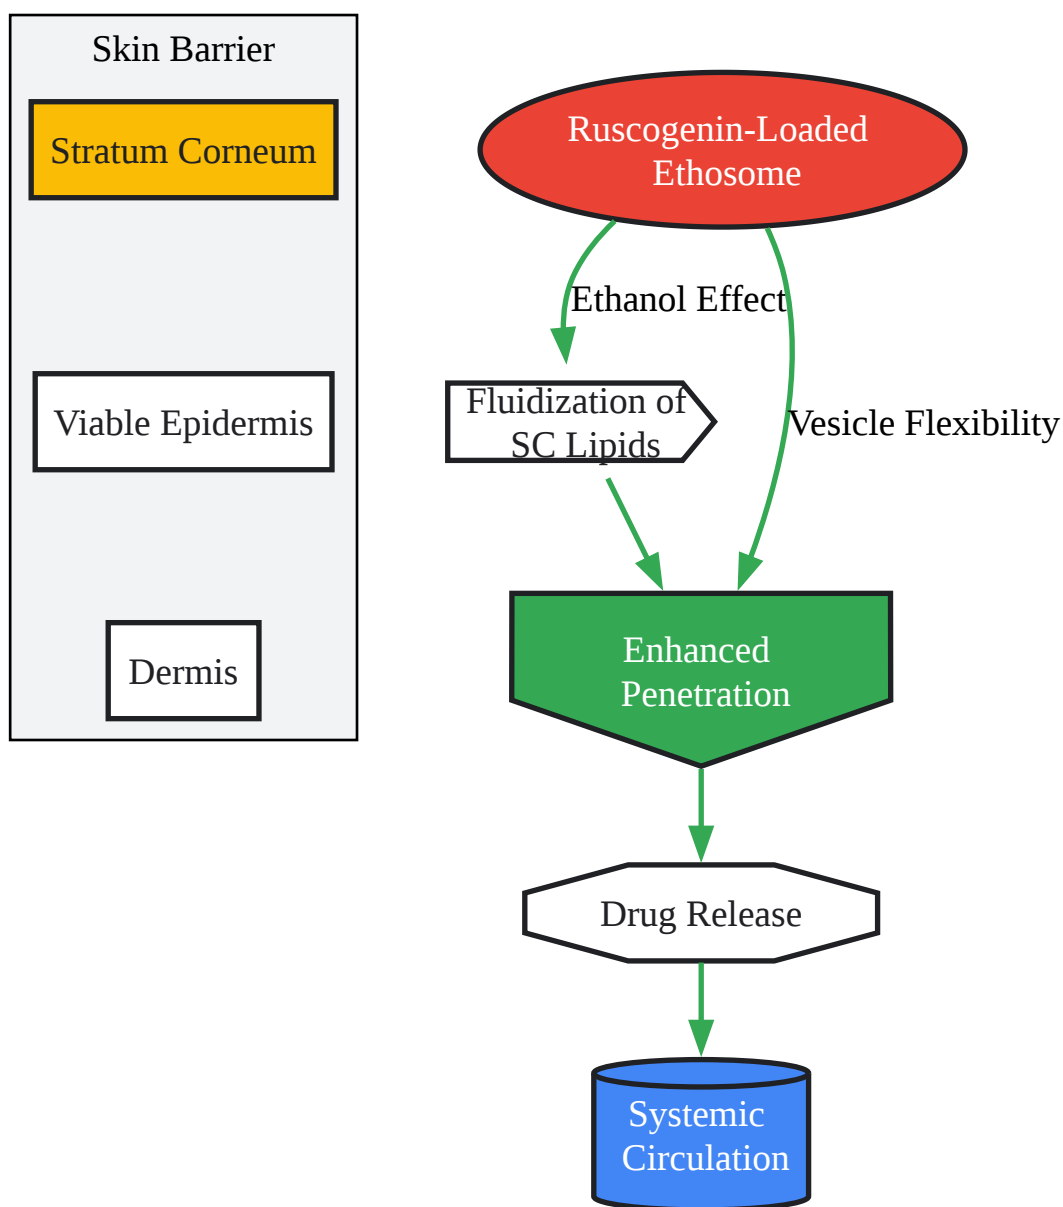 Skin Barrier
Stratum Corneum
Viable Epidermis
Dermis
Ruscogenin-Loaded
Ethosome
Ethanol Effect
Fluidization of
SC Lipids
Vesicle Flexibility
Enhanced
Penetration
Drug Release
Systemic
Circulation